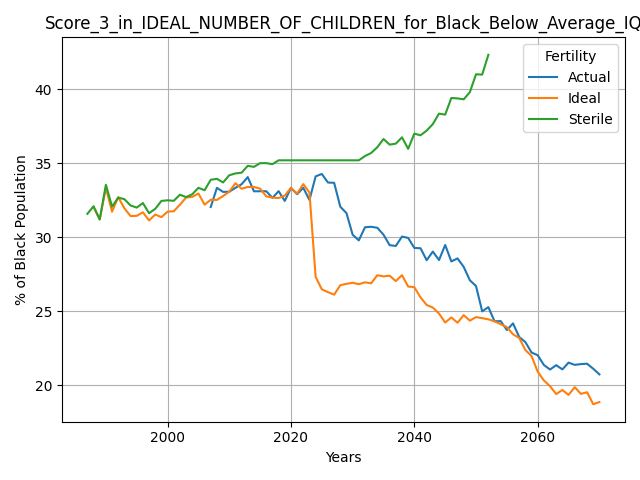 Score_3_in_IDEAL_NUMBER_OF_CHILDREN_for_Black_Below_Average_IQ
% of Black Population
40
35
30
25
20
Fertility
Actual
Ideal
Sterile
2000
2020
2040
2060
Years